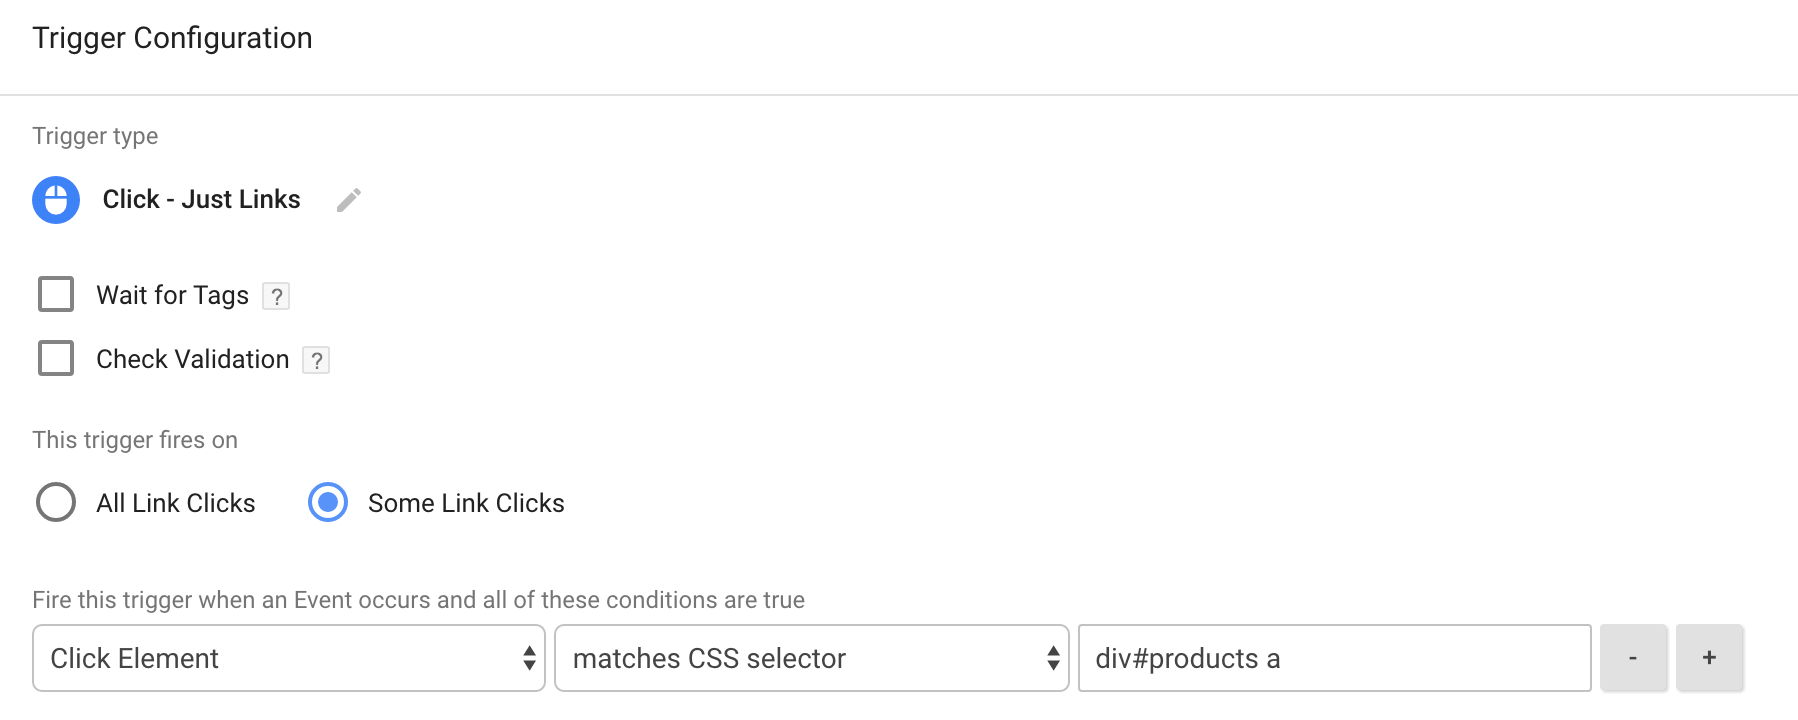 Trigger Configuration
Trigger type
Click - Just Links
Wait for Tags ?
Check Validation ?
This trigger fires on
All Link Clicks Some Link Clicks
Fire this trigger when an Event occurs and all of these conditions are true
Click Element matches CSS selector div#products a - +